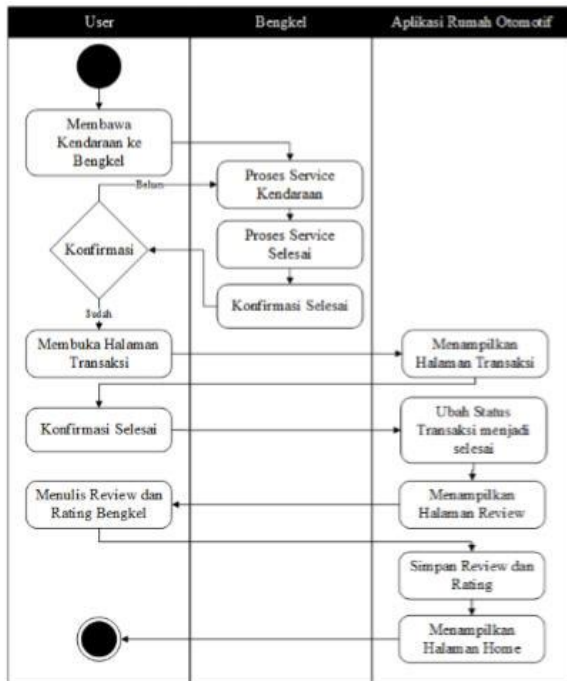 User
Bengkel
Aplikasi Rumah Otomotif
Membawa
Kendaraan ke
Bengkel
Belum
Proses Service
Kendaraan
Konfirmasi
Proses Service
Selesai
Konfirmasi Selesai
Sudah
Membuka Halaman
Transaksi
Menampilkan
Halaman Transaksi
Konfirmasi Selesai
Ubah Status
Transaksi menjadi
selesai
Menulis Review dan
Rating Bengkel
Menampilkan
Halaman Review
Simpan Review dan
Rating
Menampilkan
Halaman Home